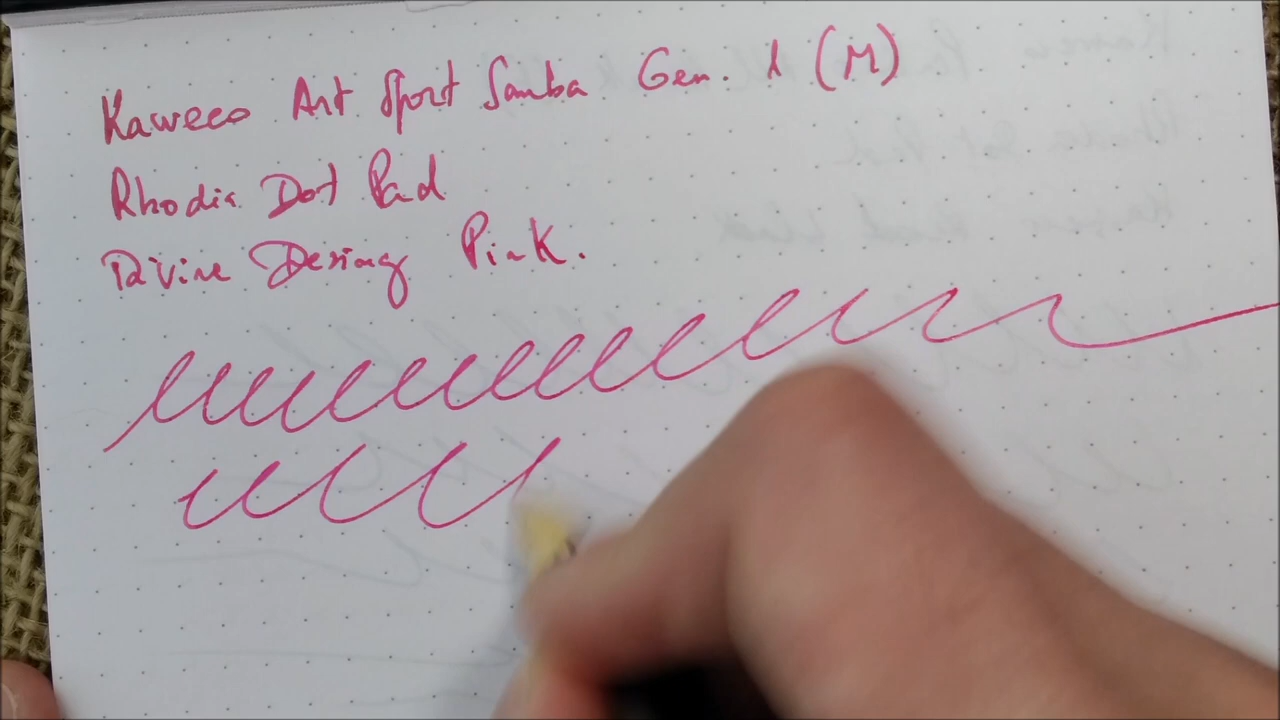 Kaweco Art Sport Samba Gen. 1 (M)
Rhodia Dot Pad
Divine Desing Pink.